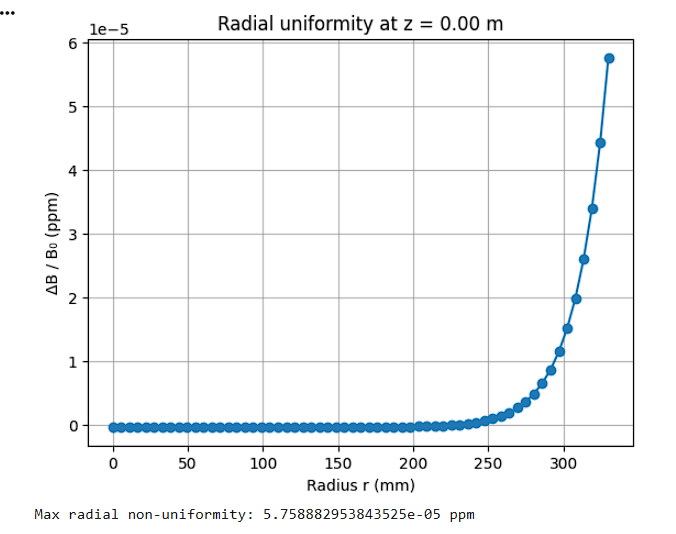 •••
Radial uniformity at z = 0.00 m
1e−5
6
5
4
3
2
1
0
ΔB / B₀ (ppm)
0 50 100 150 200 250 300
Radius r (mm)
Max radial non-uniformity: 5.758882953843525e-05 ppm